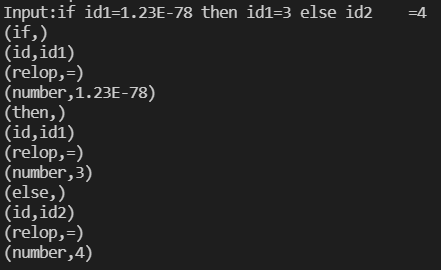 Input:if id1=1.23E-78 then id1=3 else id2    =4
(if,)
(id,id1)
(relop,=)
(number,1.23E-78)
(then,)
(id,id1)
(relop,=)
(number,3)
(else,)
(id,id2)
(relop,=)
(number,4)